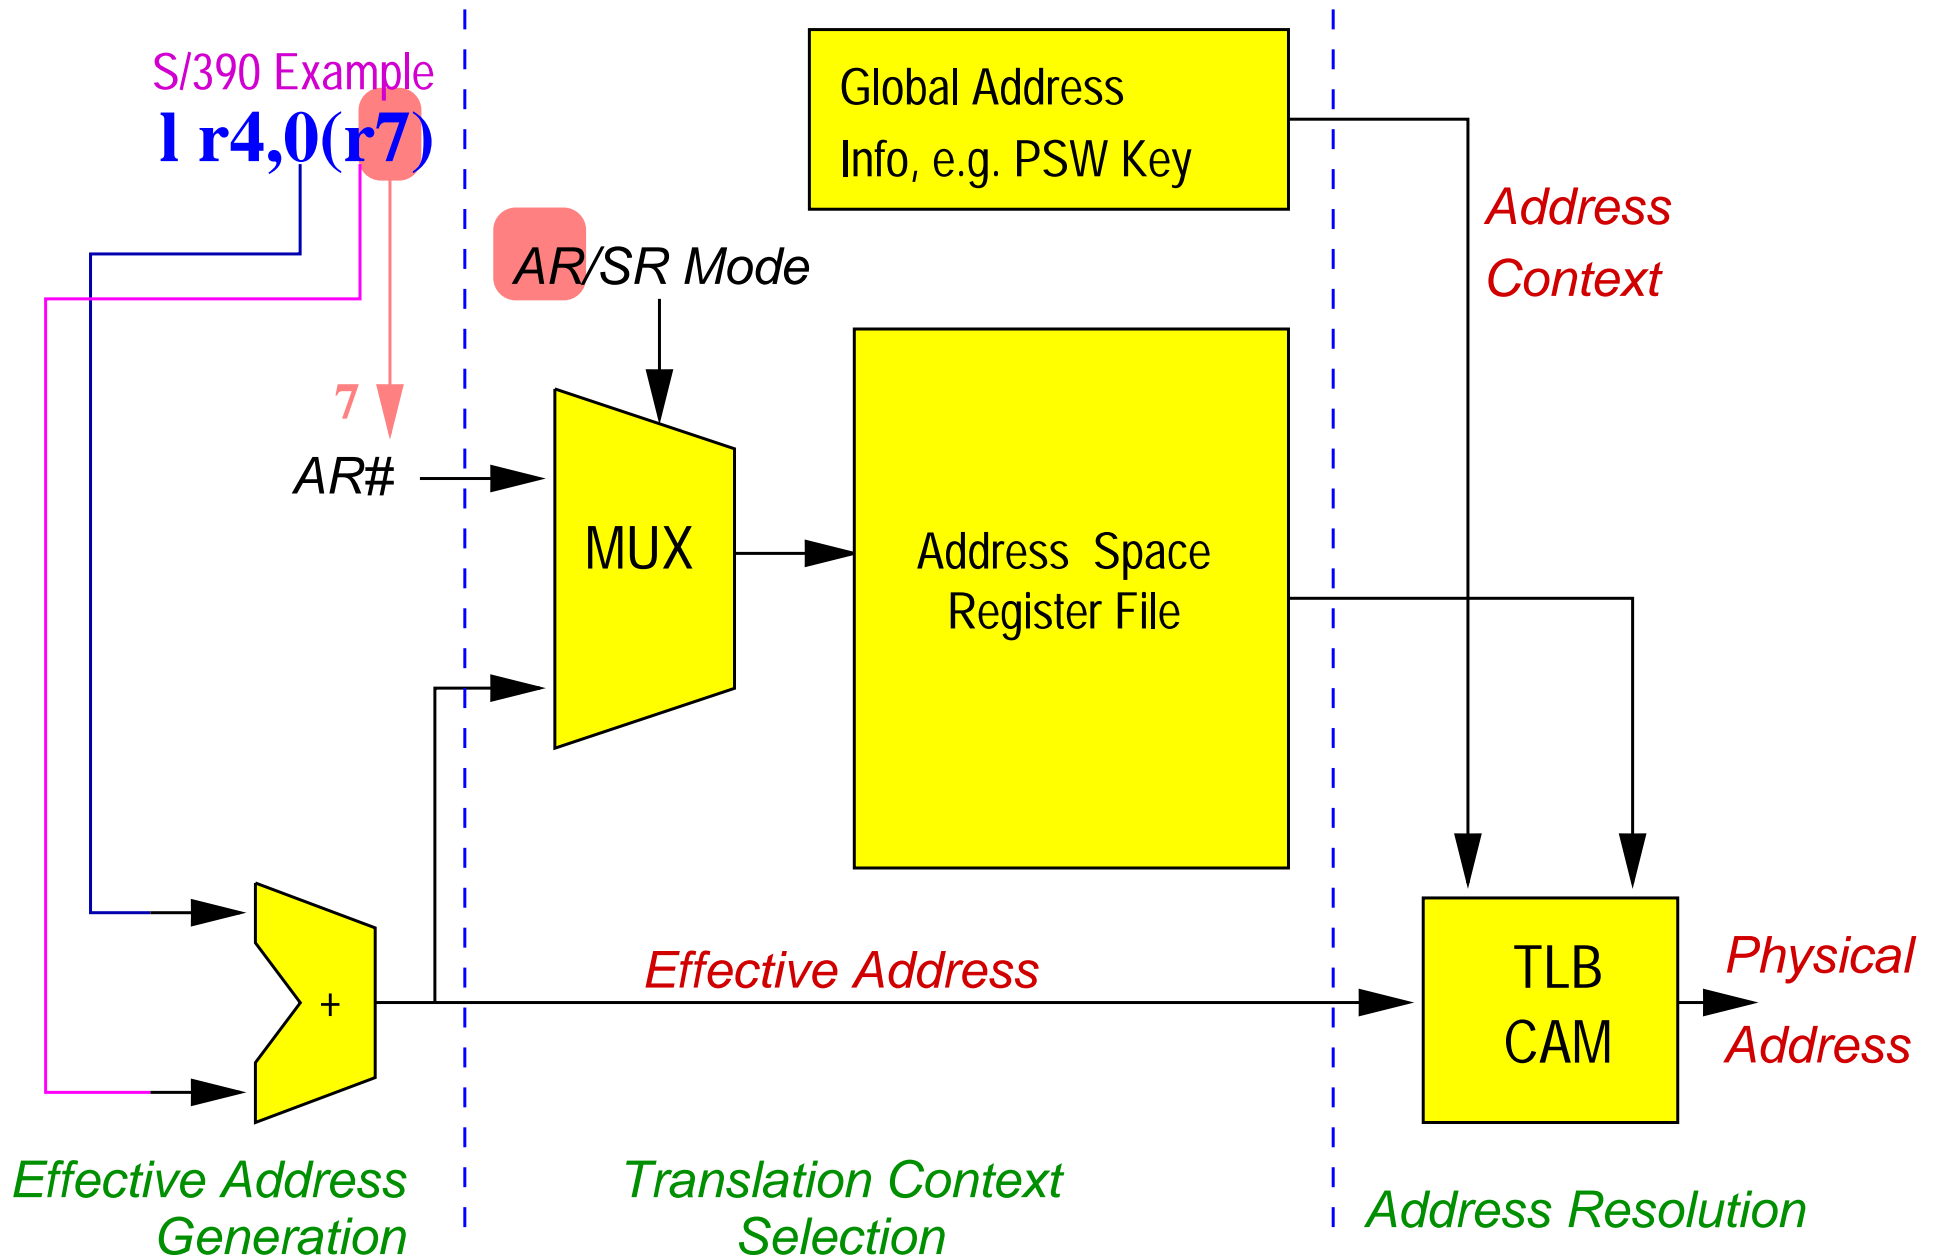 S/390 Example
l r4,0(r7)
Global Address
Info, e.g. PSW Key
Address
Context
AR/SR Mode
7
AR#
MUX
Address Space
Register File
Effective Address
+
TLB
CAM
Physical
Address
Effective Address
Generation
Translation Context
Selection
Address Resolution